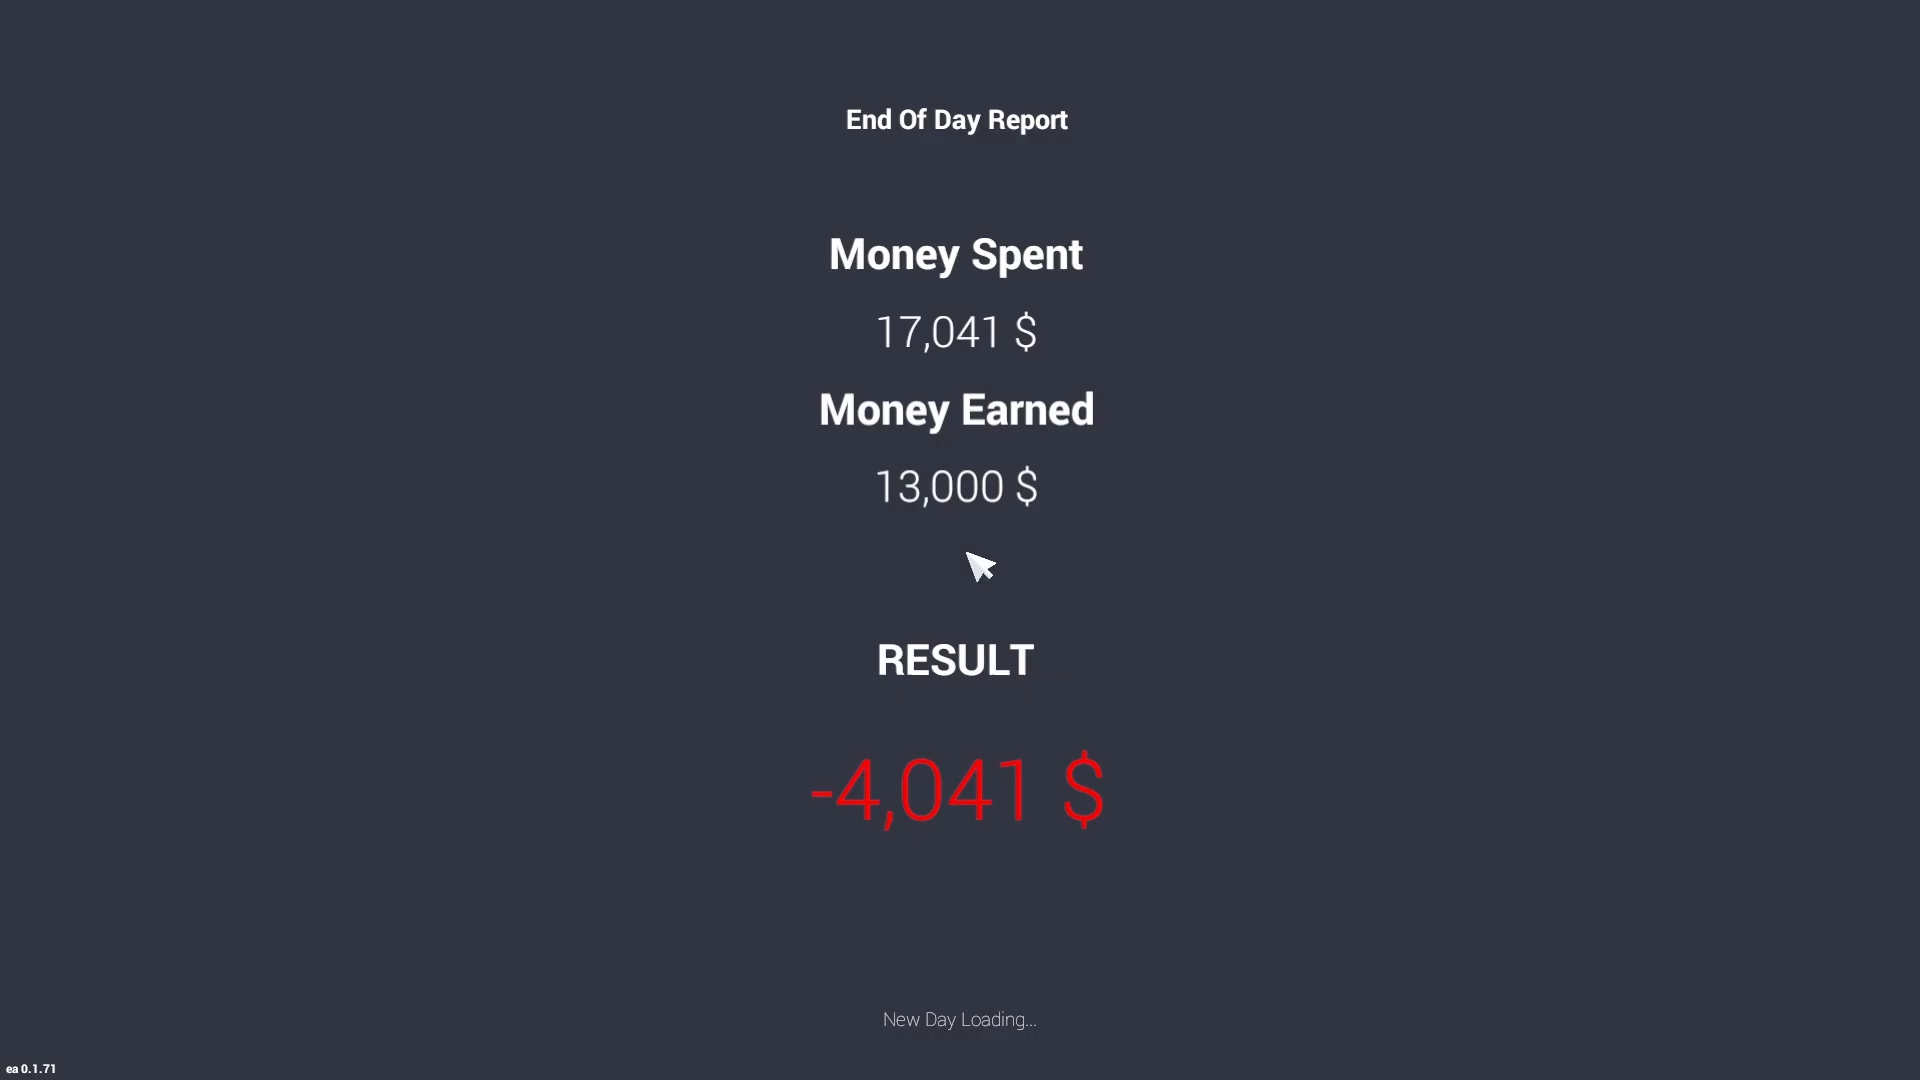 End Of Day Report
Money Spent
17,041 $
Money Earned
13,000 $
RESULT
-4,041 $
New Day Loading...
ea 0.1.71